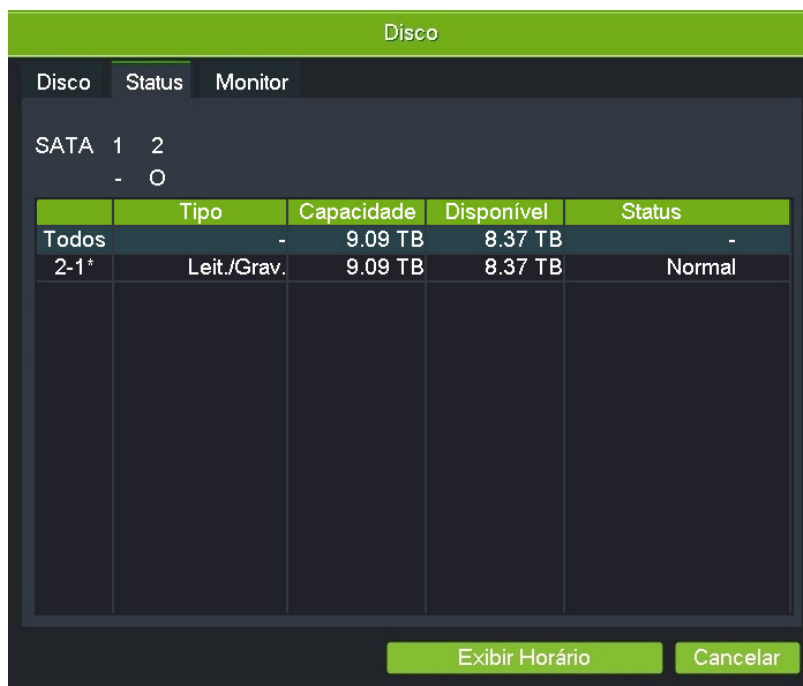 Disco
Disco Status Monitor
SATA 1 2
- O
Tipo Capacidade Disponível Status
Todos - 9.09 TB 8.37 TB -
2-1* Leit./Grav. 9.09 TB 8.37 TB Normal
Exibir Horário Cancelar